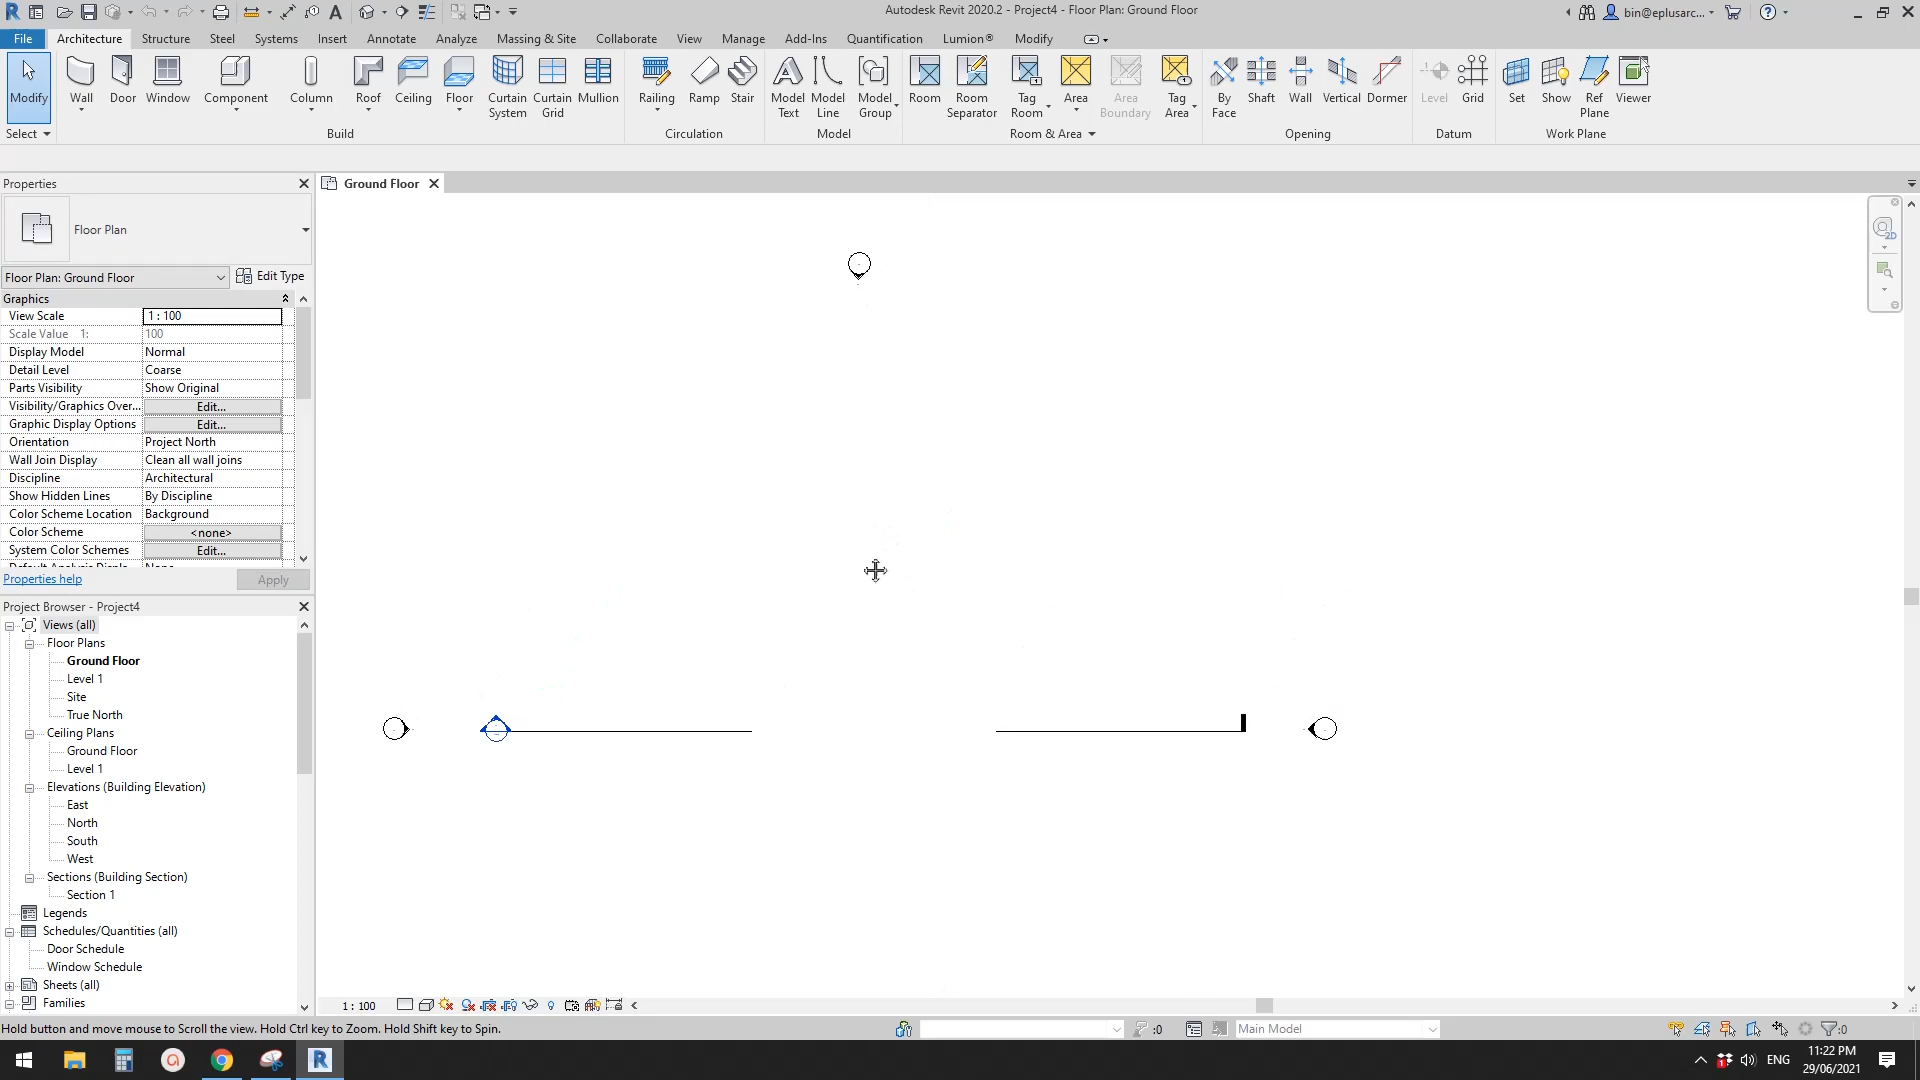 Autodesk Revit 2020.2 - Project4 - Floor Plan: Ground Floor
bin@eplusarc...
File Architecture Structure Steel Systems Insert Annotate Analyze Massing & Site Collaborate View Manage Add-Ins Quantification Lumion® Modify
Modify Wall Door Window Component Column Roof Ceiling Floor Curtain System Curtain Grid Mullion Railing Ramp Stair Model Text Model Line Model Group Room Room Separator Tag Room Area Area Boundary Tag Area By Face Shaft Wall Vertical Dormer Level Grid Set Show Ref Plane Viewer
Select Build Circulation Model Room & Area Opening Datum Work Plane
Properties
Ground Floor
2D
Floor Plan
Floor Plan: Ground Floor Edit Type
Graphics
View Scale 1 : 100
Scale Value 1: 100
Display Model Normal
Detail Level Coarse
Parts Visibility Show Original
Visibility/Graphics Over... Edit...
Graphic Display Options Edit...
Orientation Project North
Wall Join Display Clean all wall joins
Discipline Architectural
Show Hidden Lines By Discipline
Color Scheme Location Background
Color Scheme <none>
System Color Schemes Edit...
Properties help Apply
Project Browser - Project4
Views (all)
Floor Plans
Ground Floor
Level 1
Site
True North
Ceiling Plans
Ground Floor
Level 1
Elevations (Building Elevation)
East
North
South
West
Sections (Building Section)
Section 1
Legends
Schedules/Quantities (all)
Door Schedule
Window Schedule
Sheets (all)
Families
1 : 100
Hold button and move mouse to Scroll the view. Hold Ctrl key to Zoom. Hold Shift key to Spin.
:0
Main Model
:0
ENG
11:22 PM
29/06/2021